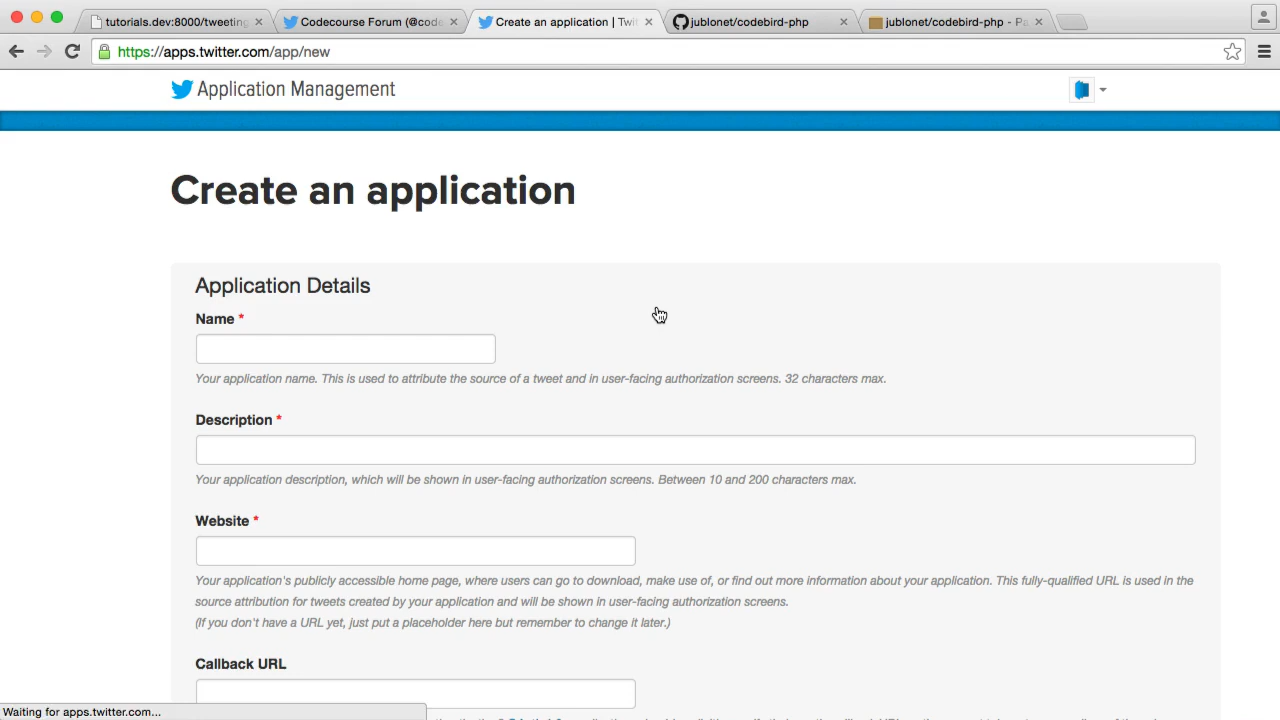 tutorials.dev:8000/tweeting
Codecourse Forum (@code
Create an application | Twi
jublonet/codebird-php
jublonet/codebird-php - Pa
https://apps.twitter.com/app/new
Application Management
Create an application
Application Details
Name *
Your application name. This is used to attribute the source of a tweet and in user-facing authorization screens. 32 characters max.
Description *
Your application description, which will be shown in user-facing authorization screens. Between 10 and 200 characters max.
Website *
Your application's publicly accessible home page, where users can go to download, make use of, or find out more information about your application. This fully-qualified URL is used in the
source attribution for tweets created by your application and will be shown in user-facing authorization screens.
(If you don't have a URL yet, just put a placeholder here but remember to change it later.)
Callback URL
Waiting for apps.twitter.com...